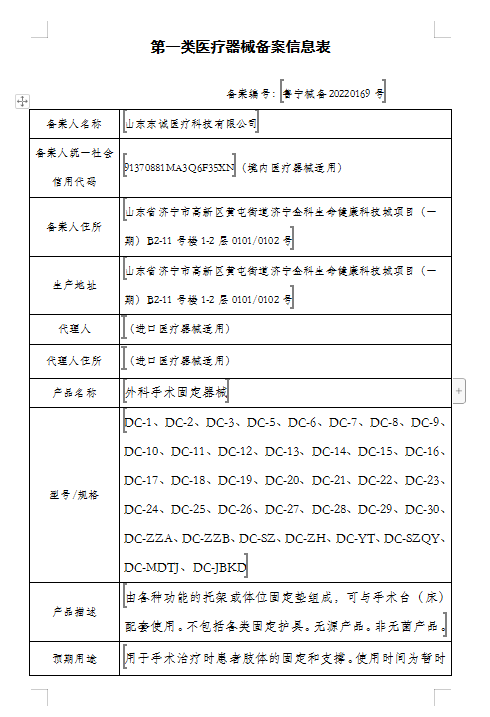 第一类医疗器械备案信息表
备案编号：鲁宁械备20220169号
备案人名称
山东东诚医疗科技有限公司
备案人统一社会
信用代码
91370881MA3Q6F35XN（境内医疗器械适用）
备案人住所
山东省济宁市高新区黄屯街道济宁金科生命健康科技城项目（一
期）B2-11号楼1-2层0101/0102号
生产地址
山东省济宁市高新区黄屯街道济宁金科生命健康科技城项目（一
期）B2-11号楼1-2层0101/0102号
代理人
（进口医疗器械适用）
代理人住所
（进口医疗器械适用）
产品名称
外科手术固定器械
型号/规格
DC-1、DC-2、DC-3、DC-5、DC-6、DC-7、DC-8、DC-9、
DC-10、DC-11、DC-12、DC-13、DC-14、DC-15、DC-16、
DC-17、DC-18、DC-19、DC-20、DC-21、DC-22、DC-23、
DC-24、DC-25、DC-26、DC-27、DC-28、DC-29、DC-30、
DC-ZZA、DC-ZZB、DC-SZ、DC-ZH、DC-YT、DC-SZQY、
DC-MDTJ、DC-JBKD
产品描述
由各种功能的托架或体位固定垫组成，可与手术台（床）
配套使用。不包括各类固定护具。无源产品。非无菌产品。
预期用途
用于手术治疗时患者肢体的固定和支撑。使用时间为暂时